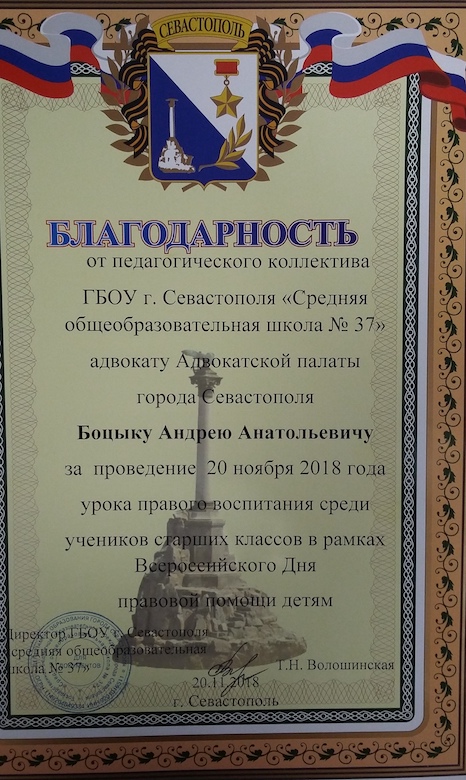 СЕВАСТОПОЛЬ
БЛАГОДАРНОСТЬ
от педагогического коллектива
ГБОУ г. Севастополя «Средняя
общеобразовательная школа № 37»
адвокату Адвокатской палаты
города Севастополя
Боцыку Андрею Анатольевичу
за проведение 20 ноября 2018 года
урока правого воспитания среди
учеников старших классов в рамках
Всероссийского Дня
правовой помощи детям
Директор ГБОУ г. Севастополя
средняя общеобразовательная
школа № 37»
Т.Н. Волошинская
20.11.2018
г. Севастополь